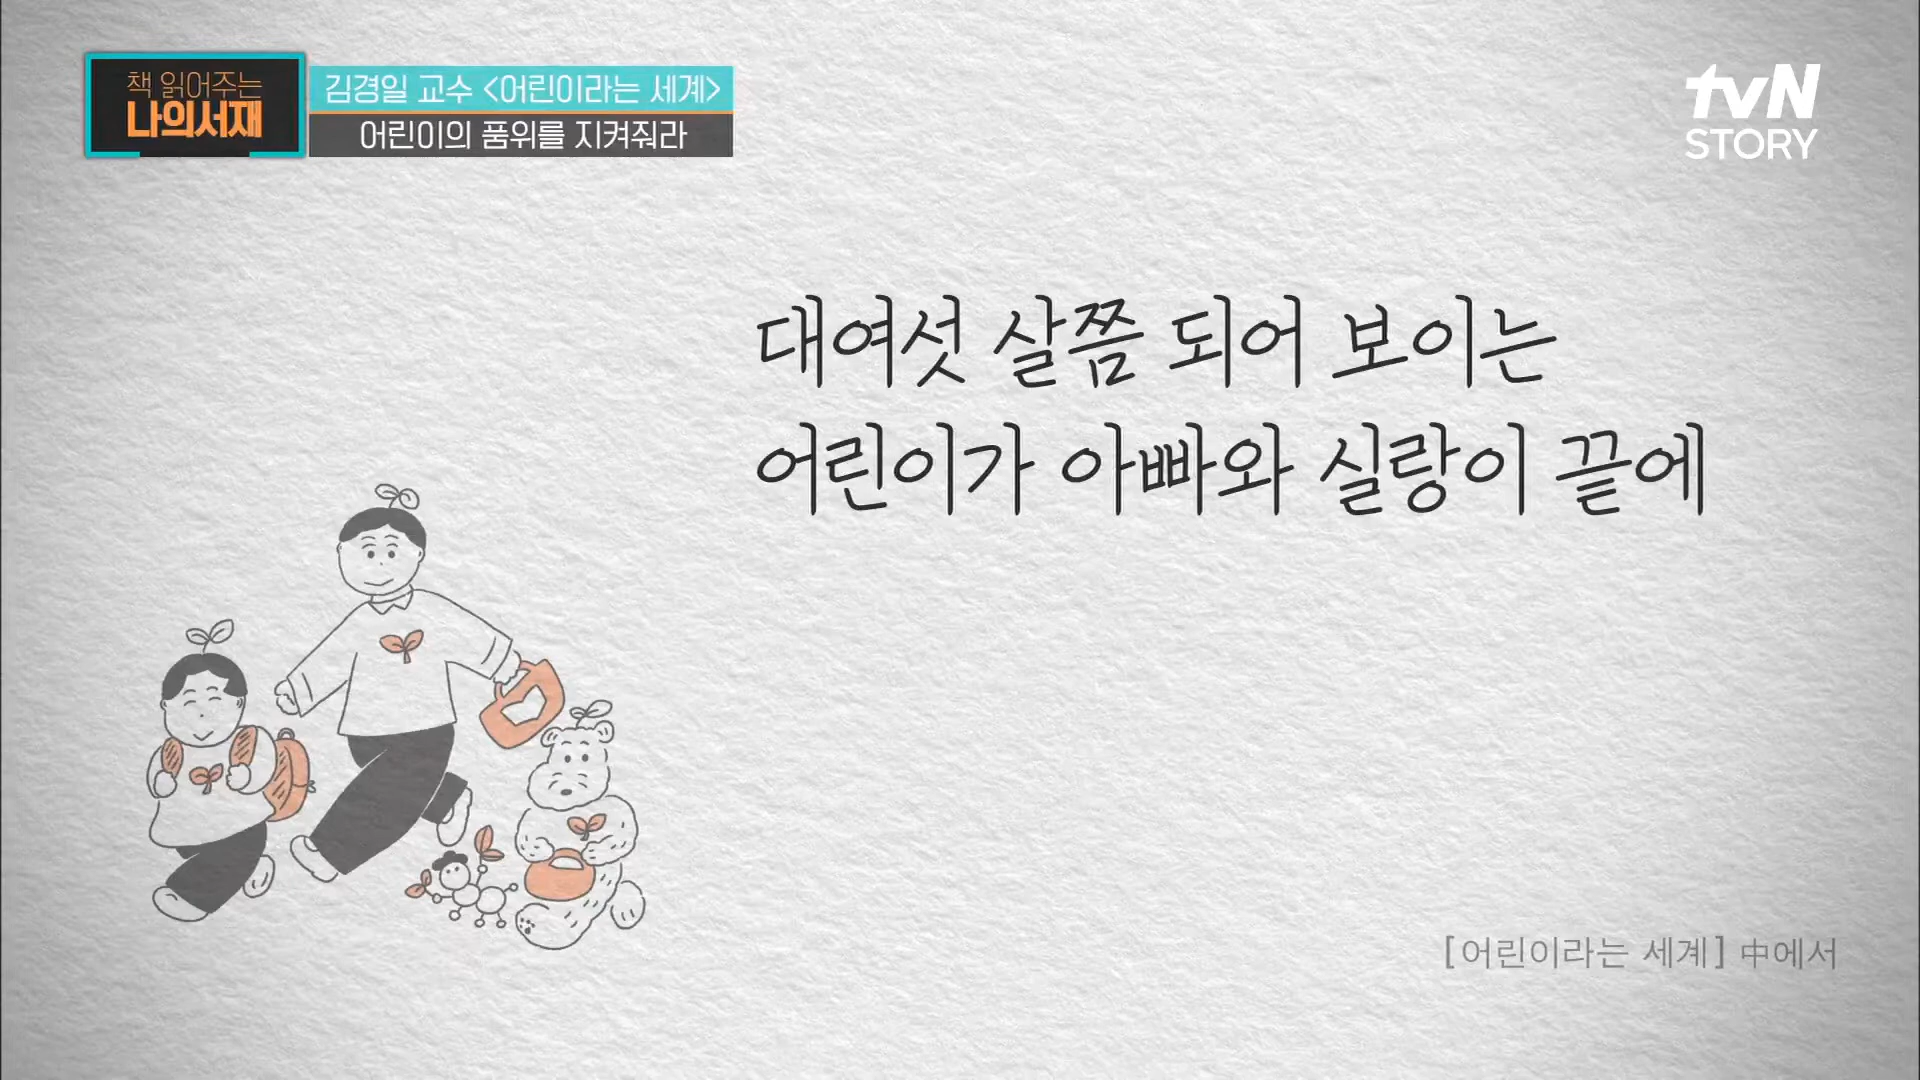 책 읽어주는
나의서재
김경일 교수 <어린이라는 세계>
어린이의 품위를 지켜줘라
tvN
STORY
대여섯 살쯤 되어 보이는
어린이가 아빠와 실랑이 끝에
[어린이라는 세계] 中에서